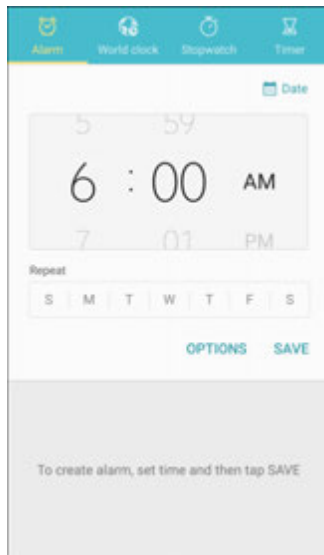 Alarm World clock Stopwatch Timer
Date
5 59
6 : 00 AM
7 01 PM
Repeat
S M T W T F S
OPTIONS SAVE
To create alarm, set time and then tap SAVE